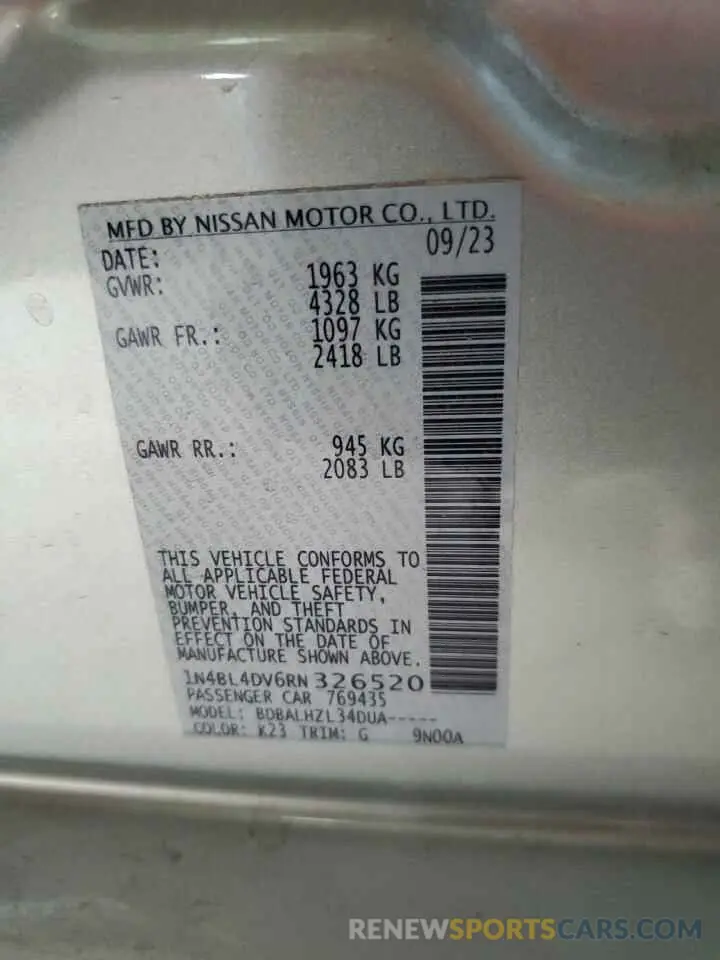 MFD BY NISSAN MOTOR CO., LTD.
DATE: 09/23
GVWR: 1963 KG
4328 LB
GAWR FR.: 1097 KG
2418 LB
GAWR RR.: 945 KG
2083 LB
THIS VEHICLE CONFORMS TO
ALL APPLICABLE FEDERAL
MOTOR VEHICLE SAFETY,
BUMPER, AND THEFT
PREVENTION STANDARDS IN
EFFECT ON THE DATE OF
MANUFACTURE SHOWN ABOVE.
1N4BL4DV6RN326520
PASSENGER CAR 769435
MODEL: BDBALHZL34DUA-----
COLOR: K23 TRIM: G 9N00A
RENEWSPORTSCARS.COM